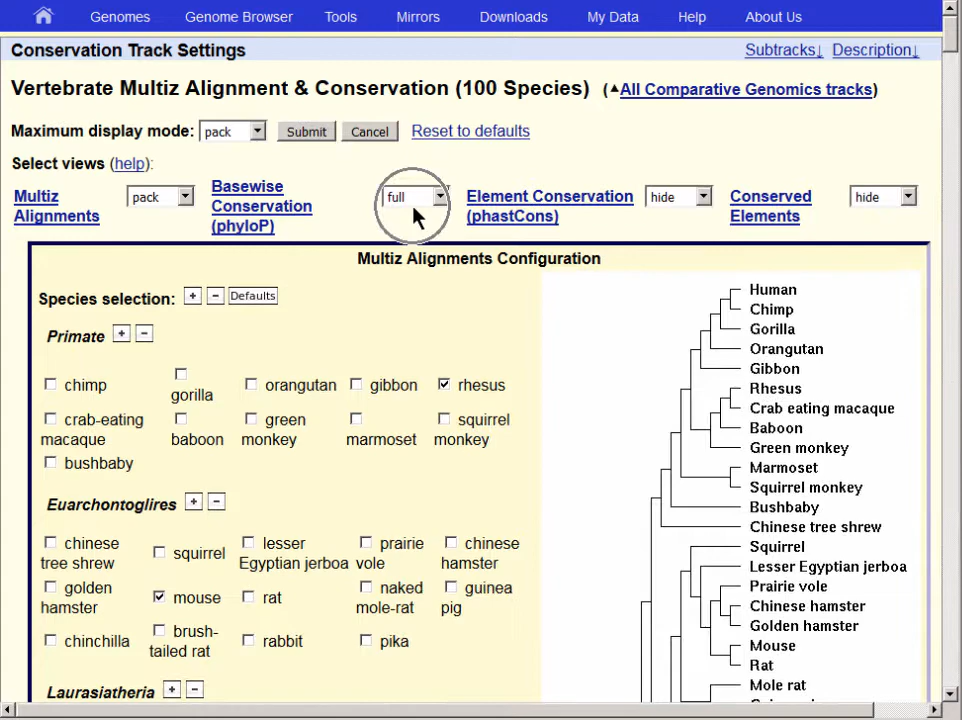 Genomes Genome Browser Tools Mirrors Downloads My Data Help About Us
Conservation Track Settings Subtracks↓ Description↓
Vertebrate Multiz Alignment & Conservation (100 Species) (▲All Comparative Genomics tracks)
Maximum display mode: pack Submit Cancel Reset to defaults
Select views (help):
Multiz Alignments pack Basewise Conservation (phyloP) full Element Conservation (phastCons) hide Conserved Elements hide
Multiz Alignments Configuration
Species selection: + - Defaults
Primate + -
chimp gorilla orangutan gibbon rhesus
crab-eating macaque baboon green monkey marmoset squirrel monkey
bushbaby
Euarchontoglires + -
chinese tree shrew squirrel lesser Egyptian jerboa prairie vole chinese hamster
golden hamster mouse rat naked mole-rat guinea pig
chinchilla brush-tailed rat rabbit pika
Laurasiatheria + -
Human
Chimp
Gorilla
Orangutan
Gibbon
Rhesus
Crab eating macaque
Baboon
Green monkey
Marmoset
Squirrel monkey
Bushbaby
Chinese tree shrew
Squirrel
Lesser Egyptian jerboa
Prairie vole
Chinese hamster
Golden hamster
Mouse
Rat
Mole rat